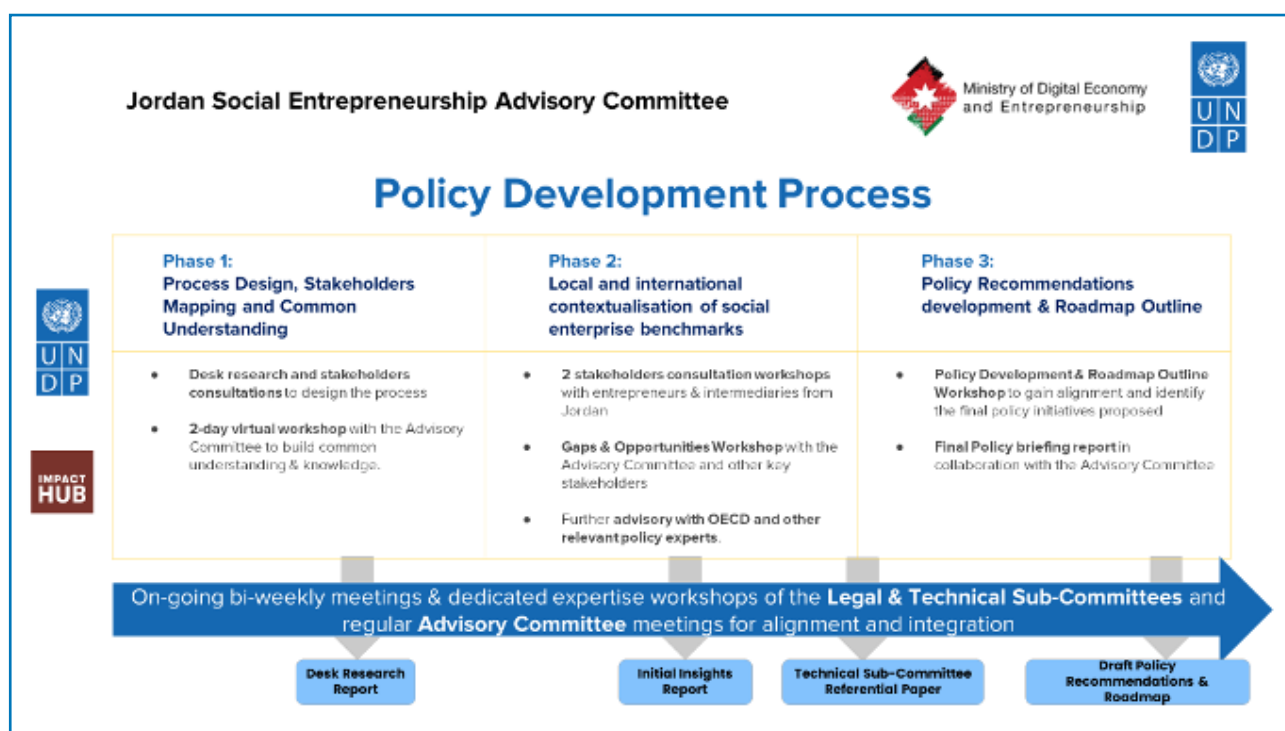 Jordan Social Entrepreneurship Advisory Committee
Ministry of Digital Economy
and Entrepreneurship
U N
D P
Policy Development Process
Phase 1:
Process Design, Stakeholders
Mapping and Common
Understanding
Phase 2:
Local and international
contextualisation of social
enterprise benchmarks
Phase 3:
Policy Recommendations
development & Roadmap Outline
U N
D P
IMPACT
HUB
• Desk research and stakeholders
consultations to design the process
• 2-day virtual workshop with the Advisory
Committee to build common
understanding & knowledge.
• 2 stakeholders consultation workshops
with entrepreneurs & intermediaries from
Jordan
• Gaps & Opportunities Workshop with the
Advisory Committee and other key
stakeholders
• Further advisory with OECD and other
relevant policy experts.
• Policy Development & Roadmap Outline
Workshop to gain alignment and identify
the final policy initiatives proposed
• Final Policy briefing report in
collaboration with the Advisory Committee
On-going bi-weekly meetings & dedicated expertise workshops of the Legal & Technical Sub-Committees and
regular Advisory Committee meetings for alignment and integration
Desk Research
Report
Initial Insights
Report
Technical Sub-Committee
Referential Paper
Draft Policy
Recommendations &
Roadmap